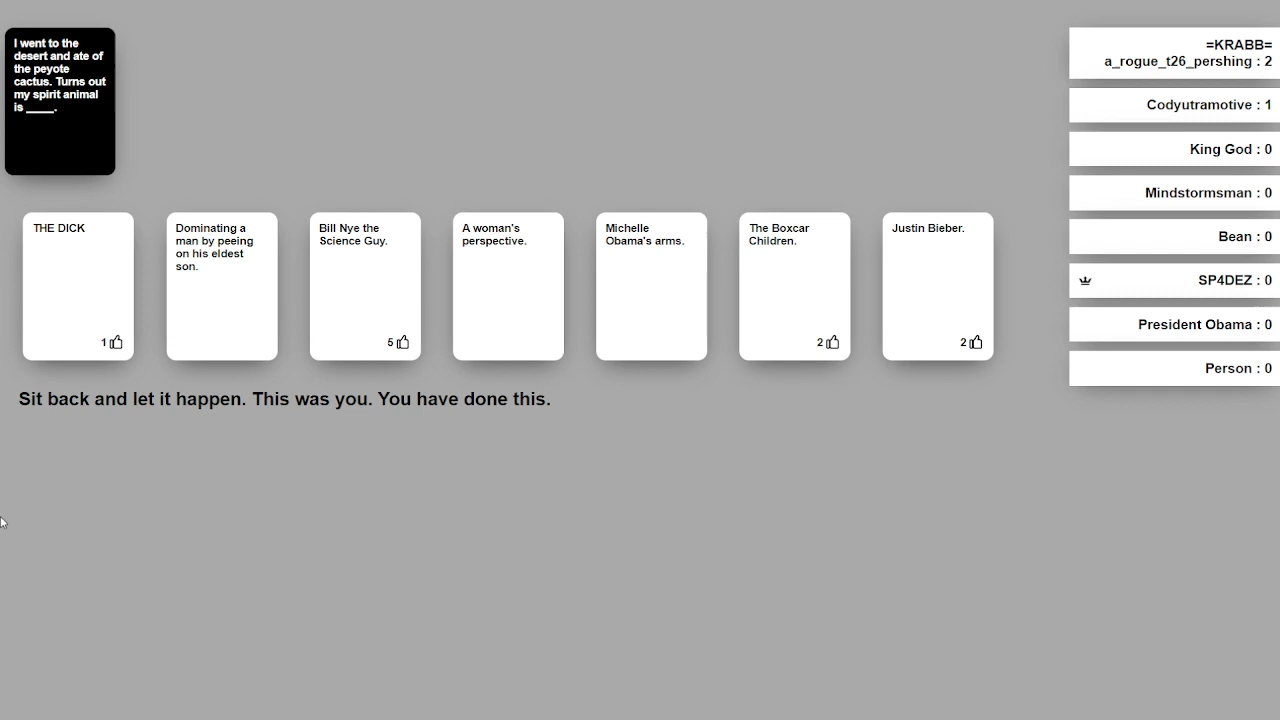 I went to the
desert and ate of
the peyote
cactus. Turns out
my spirit animal
is _____.
=KRABB=
a_rogue_t26_pershing : 2
Codyutramotive : 1
King God : 0
Mindstormsman : 0
Bean : 0
SP4DEZ : 0
President Obama : 0
Person : 0
THE DICK
1
Dominating a
man by peeing
on his eldest
son.
Bill Nye the
Science Guy.
5
A woman's
perspective.
Michelle
Obama's arms.
The Boxcar
Children.
2
Justin Bieber.
2
Sit back and let it happen. This was you. You have done this.